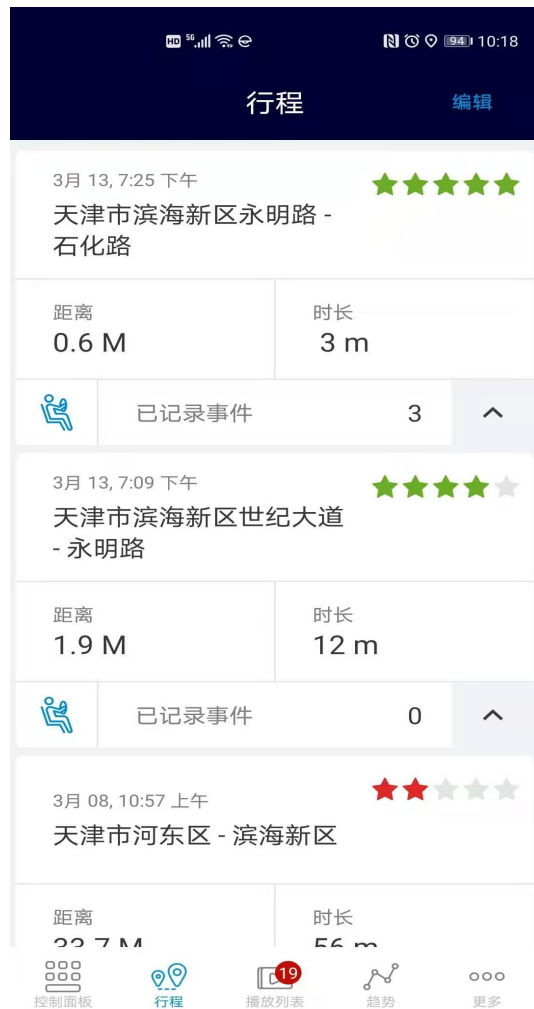 HD 5G 94 10:18
行程 编辑
3月 13, 7:25 下午
天津市滨海新区永明路 -
石化路
距离 时长
0.6 M 3 m
已记录事件 3
3月 13, 7:09 下午
天津市滨海新区世纪大道
- 永明路
距离 时长
1.9 M 12 m
已记录事件 0
3月 08, 10:57 上午
天津市河东区 - 滨海新区
距离 时长
33.7 M 56 m
19
控制面板 行程 播放列表 趋势 更多